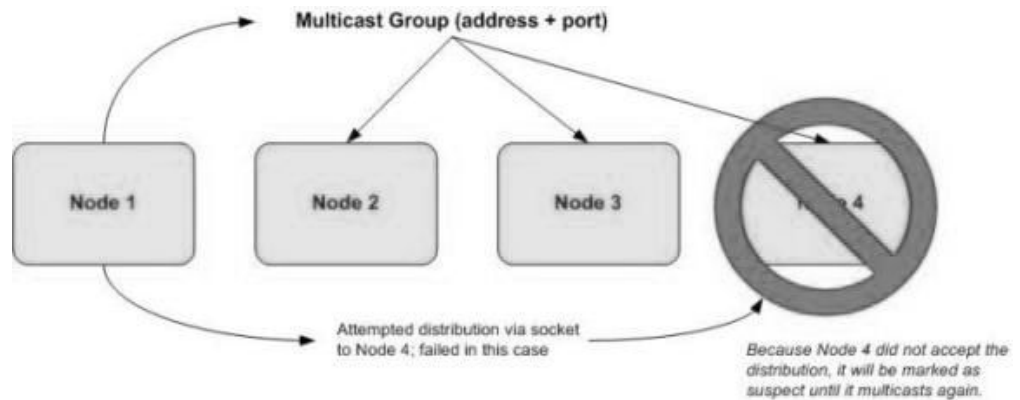 Multicast Group (address + port)
Node 1
Node 2
Node 3
4
Attempted distribution via socket
to Node 4; failed in this case
Because Node 4 did not accept the
distribution, it will be marked as
suspect until it multicasts again.